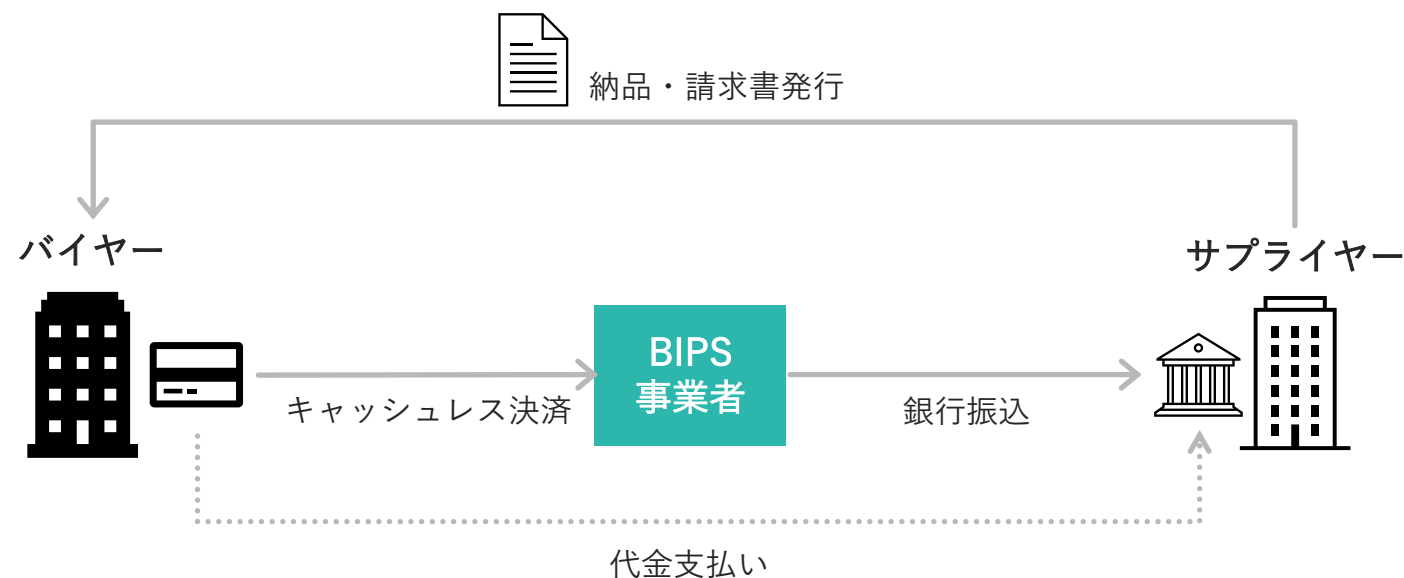 納品・請求書発行
バイヤー
サプライヤー
BIPS
事業者
キャッシュレス決済
銀行振込
代金支払い